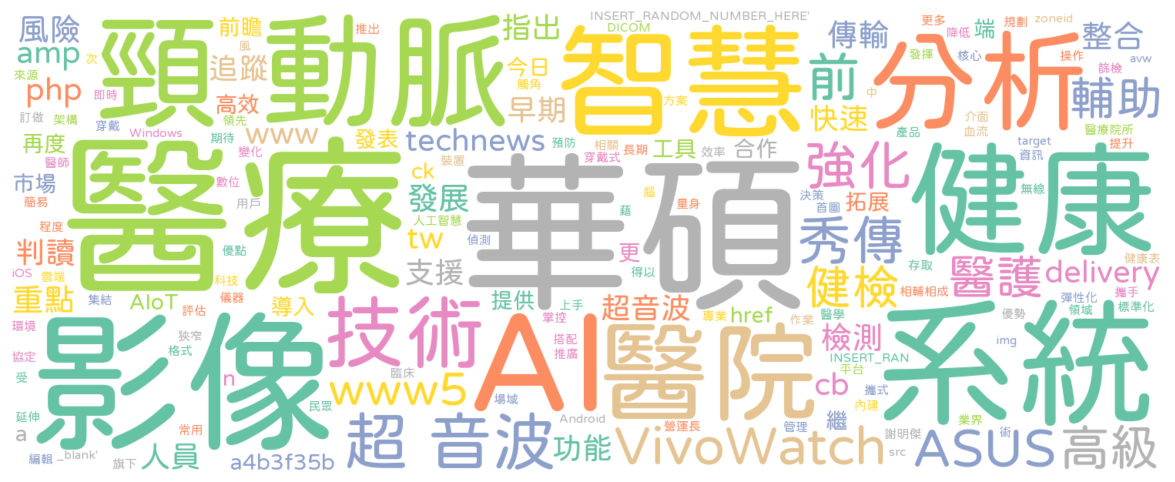 風險 前瞻 推出 指出 INSERT_RANDOM_NUMBER_HERE' DICOM 傳輸 更多 端 規劃 zoneid 整合
amp 次 頸動脈 風 追蹤 今日 智慧 降低 核心 操作 avw
來源 php 即時 高效 領先 觸角 早期 方案 前 發揮 分析 篩檢 輔助
訂做 架構 穿戴 Windows 期待 www 發表 technews 預防 快速 中 產品 介面 血流 醫療院所
再度 醫師 變化 裝置 相關 穿戴式 長期 工具 效率 合作 target 資訊 提升
市場 簡易 醫療 數位 用戶 ck 發展 華碩 腦 量身 強化 決策 首圖 拓展 健康 無線
程度 判讀 優點 人工智慧 tw 偵測 藉 更 秀傳
iOS 雲端 科技 支援 得以 存取 醫護 delivery 健康表
重點 集結 AIoT 評估 儀器 導入 提供 上手 超音波 健檢 相輔相成 彈性化 攜手
環境 狹窄 技術 掌控 專業 href 作業 醫學 優勢 領域 標準化
協定 格式 影像 搭配 推廣 AI 醫院 檢測 INSERT_RAN 系統 img
受 n 臨床 www5 場域 cb 平台 攜式
延伸 民眾 Android 內建 繼 業界
a 常用 超 音波 營運長 管理 謝明傑 術
編輯 _blank' 旗下 人員 a4b3f35b 功能 VivoWatch src ASUS 高級